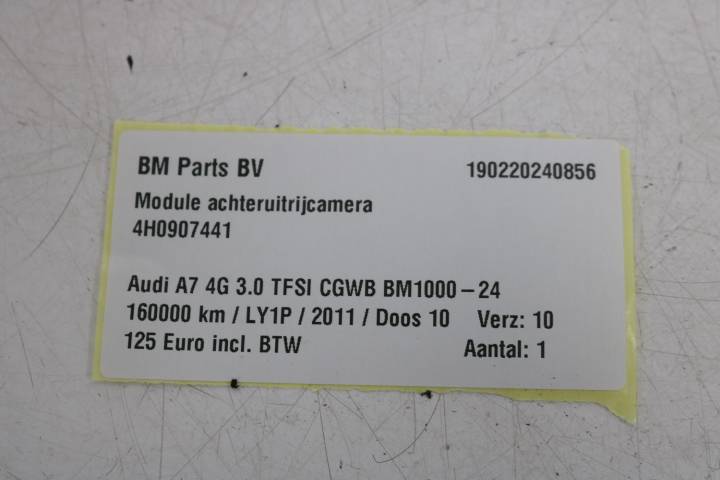 BM Parts BV 190220240856
Module achteruitrijcamera
4H0907441
Audi A7 4G 3.0 TFSI CGWB BM1000-24
160000 km / LY1P / 2011 / Doos 10 Verz: 10
125 Euro incl. BTW Aantal: 1